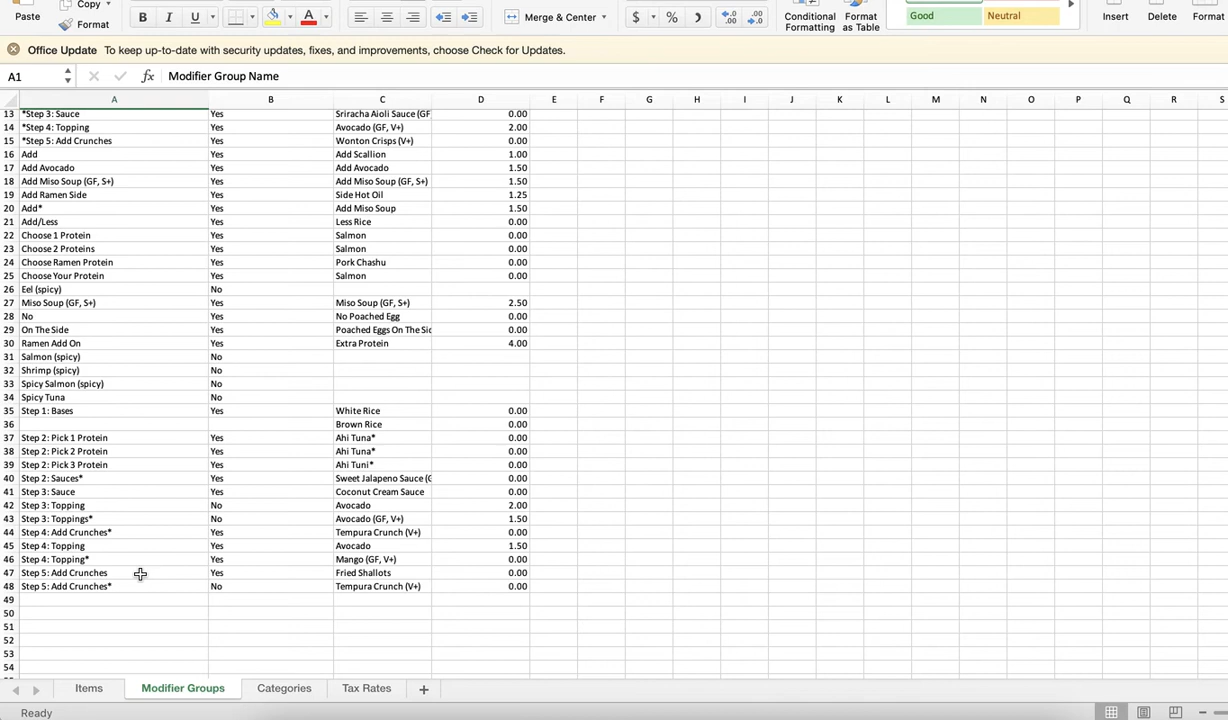 Paste
Copy
Format
B I U A
Merge & Center
$ %
Conditional Formatting
Format as Table
Good
Neutral
Insert
Delete
Format
Office Update To keep up-to-date with security updates, fixes, and improvements, choose Check for Updates.
A1 fx Modifier Group Name
A B C D E F G H I J K L M N O P Q R S
13 *Step 3: Sauce Yes Sriracha Aioli Sauce (GF 0.00
14 *Step 4: Topping Yes Avocado (GF, V+) 2.00
15 *Step 5: Add Crunches Yes Wonton Crisps (V+) 0.00
16 Add Yes Add Scallion 1.00
17 Add Avocado Yes Add Avocado 1.50
18 Add Miso Soup (GF, S+) Yes Add Miso Soup (GF, S+) 1.50
19 Add Ramen Side Yes Side Hot Oil 1.25
20 Add* Yes Add Miso Soup 1.50
21 Add/Less Yes Less Rice 0.00
22 Choose 1 Protein Yes Salmon 0.00
23 Choose 2 Proteins Yes Salmon 0.00
24 Choose Ramen Protein Yes Pork Chashu 0.00
25 Choose Your Protein Yes Salmon 0.00
26 Eel (spicy) No
27 Miso Soup (GF, S+) Yes Miso Soup (GF, S+) 2.50
28 No Yes No Poached Egg 0.00
29 On The Side Yes Poached Eggs On The Sid 0.00
30 Ramen Add On Yes Extra Protein 4.00
31 Salmon (spicy) No
32 Shrimp (spicy) No
33 Spicy Salmon (spicy) No
34 Spicy Tuna No
35 Step 1: Bases Yes White Rice 0.00
36 Brown Rice 0.00
37 Step 2: Pick 1 Protein Yes Ahi Tuna* 0.00
38 Step 2: Pick 2 Protein Yes Ahi Tuna* 0.00
39 Step 2: Pick 3 Protein Yes Ahi Tuni* 0.00
40 Step 2: Sauces* Yes Sweet Jalapeno Sauce (G 0.00
41 Step 3: Sauce Yes Coconut Cream Sauce 0.00
42 Step 3: Topping No Avocado 2.00
43 Step 3: Toppings* No Avocado (GF, V+) 1.50
44 Step 4: Add Crunches* Yes Tempura Crunch (V+) 0.00
45 Step 4: Topping Yes Avocado 1.50
46 Step 4: Topping* Yes Mango (GF, V+) 0.00
47 Step 5: Add Crunches Yes Fried Shallots 0.00
48 Step 5: Add Crunches* No Tempura Crunch (V+) 0.00
49
50
51
52
53
54
Items Modifier Groups Categories Tax Rates +
Ready